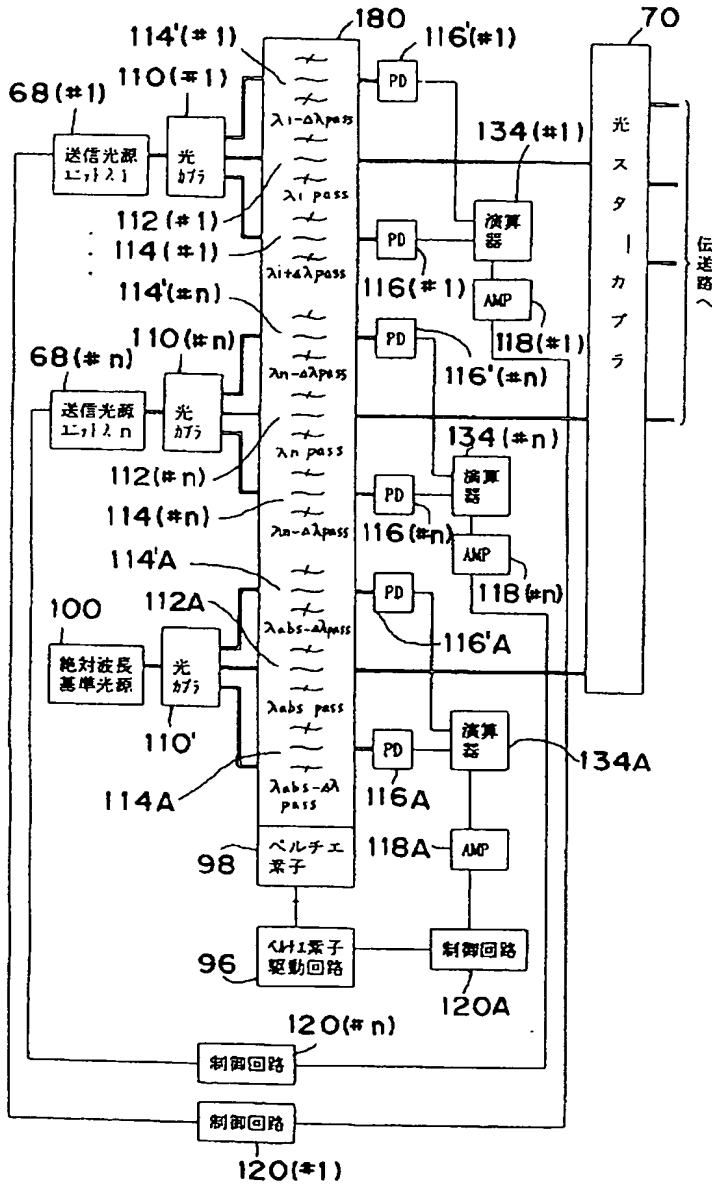 180
70
114'(#1)
116'(#1)
110(#1)
PD
68(#1)
134(#1)
送信光源
ユニットλ1
光
カプラ
λ1-Δλpass
光スターカプラ
演算
器
112(#1)
λ1 pass
伝送路へ
114(#1)
PD
116(#1)
AMP
λ1+Δλpass
118(#1)
114'(#n)
110(#n)
PD
116'(#n)
68(#n)
λn-Δλpass
134(#n)
送信光源
ユニットλn
光
カプラ
λn pass
演算
器
112(#n)
114(#n)
PD
116(#n)
AMP
λn-Δλpass
118(#n)
114'A
112A
PD
116'A
100
λabs-Δλpass
絶対波長
基準光源
光
カプラ
λabs pass
演算
器
110'
PD
134A
114A
λabs-Δλ
pass
116A
118A
AMP
98
ペルチエ
素子
96
ペルチエ素子
駆動回路
制御回路
120A
120(#n)
制御回路
制御回路
120(#1)